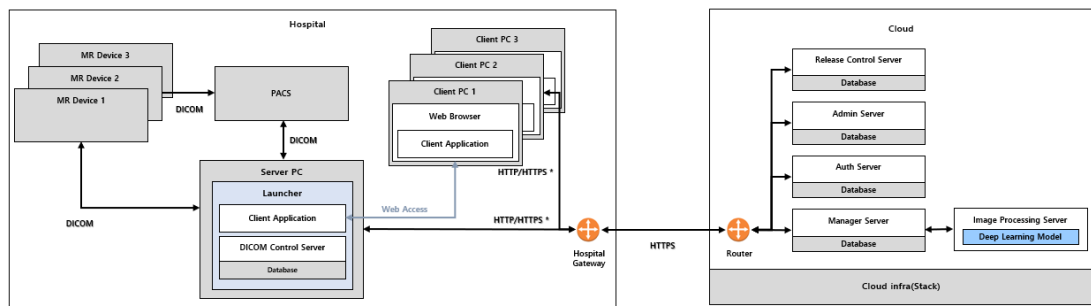 Hospital
MR Device 3
MR Device 2
MR Device 1
DICOM
PACS
DICOM
DICOM
Client PC 3
Client PC 2
Client PC 1
Web Browser
Client Application
HTTP/HTTPS *
Server PC
Launcher
Client Application
DICOM Control Server
Database
Web Access
HTTP/HTTPS *
Hospital
Gateway
HTTPS
Cloud
Router
Release Control Server
Database
Admin Server
Database
Auth Server
Database
Manager Server
Database
Image Processing Server
Deep Learning Model
Cloud infra(Stack)